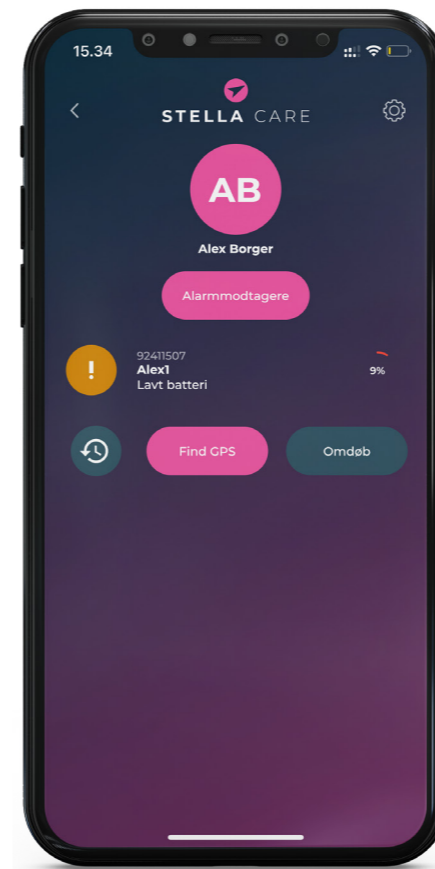 15.34
STELLA CARE
AB
Alex Borger
Alarmmodtagere
92411507
Alex1
Lavt batteri
9%
Find GPS
Omdøb